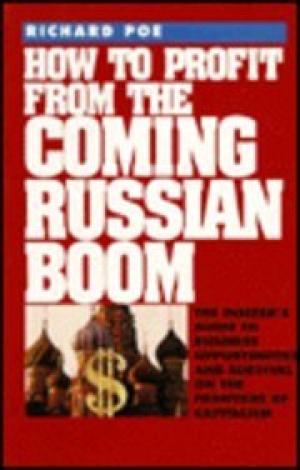 RICHARD POE
HOW TO PROFIT
FROM THE
COMING
RUSSIAN
BOOM
$
THE INSIDER'S
GUIDE TO
BUSINESS
OPPORTUNITIES
AND SURVIVAL
ON THE
FRONTIERS OF
CAPITALISM